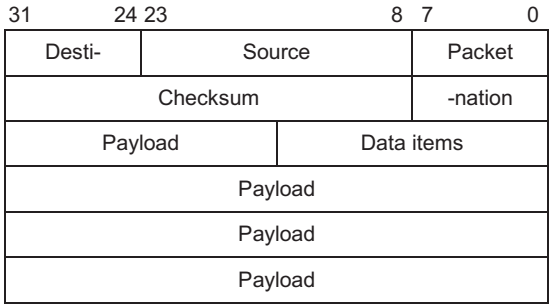 31 24 23 8 7 0
Desti- Source Packet
Checksum -nation
Payload Data items
Payload
Payload
Payload